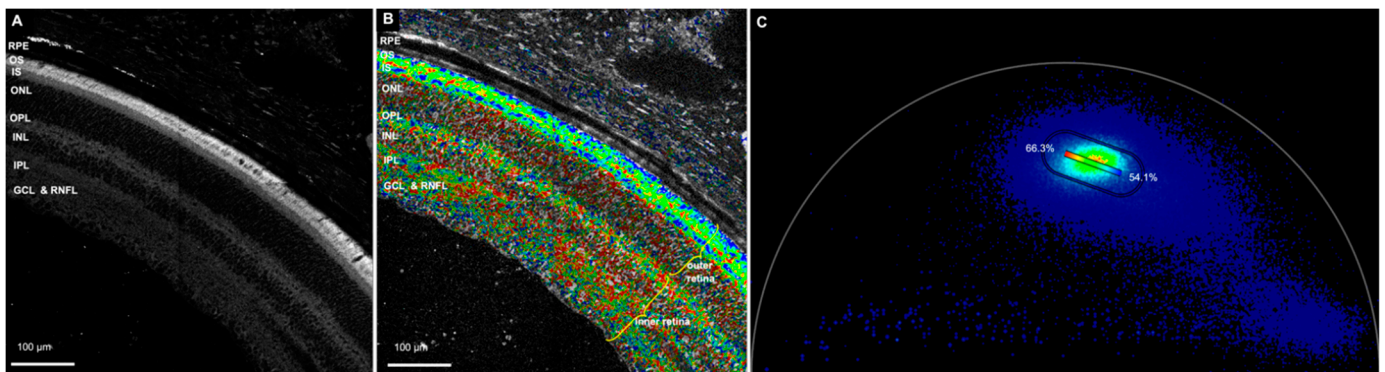 A
RPE
OS
IS
ONL
OPL
INL
IPL
GCL & RNFL
100 µm
B
RPE
OS
IS
ONL
OPL
INL
IPL
GCL & RNFL
outer
retina
inner retina
100 µm
C
66.3%
54.1%